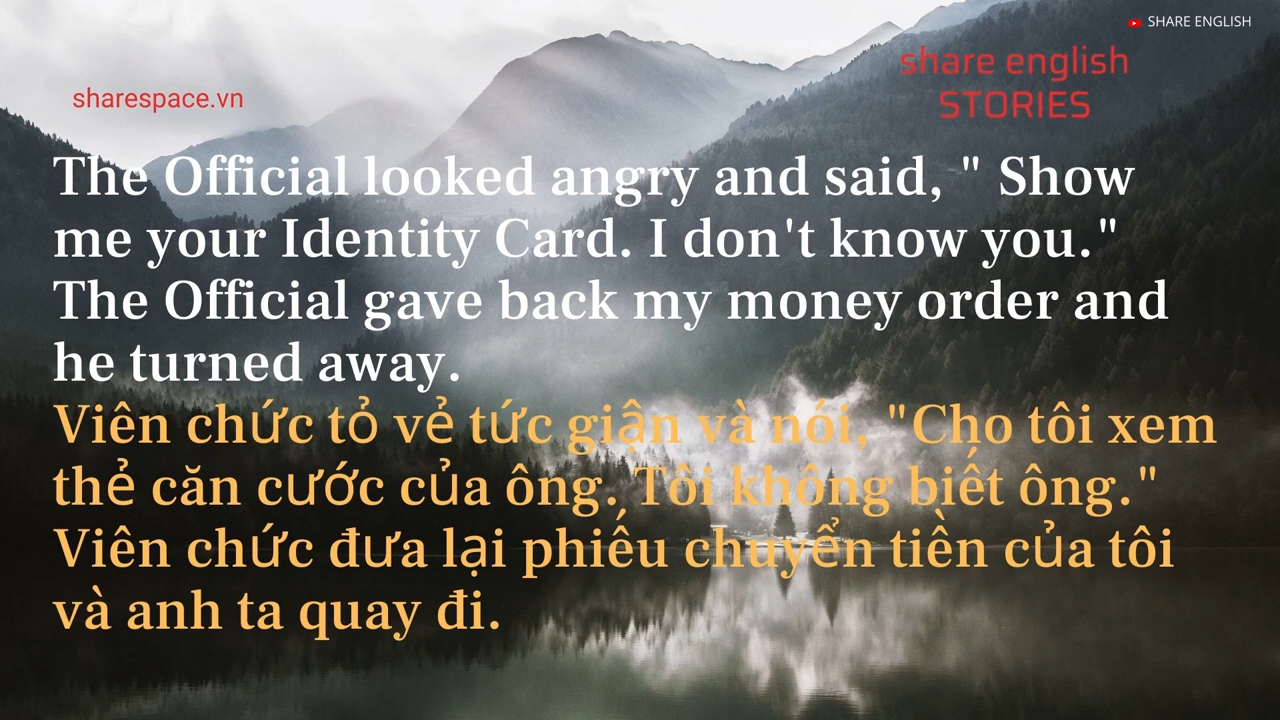 SHARE ENGLISH
share english
STORIES
sharespace.vn
The Official looked angry and said, " Show
me your Identity Card. I don't know you."
The Official gave back my money order and
he turned away.
Viên chức tỏ vẻ tức giận và nói, "Cho tôi xem
thẻ căn cước của ông. Tôi không biết ông."
Viên chức đưa lại phiếu chuyển tiền của tôi
và anh ta quay đi.